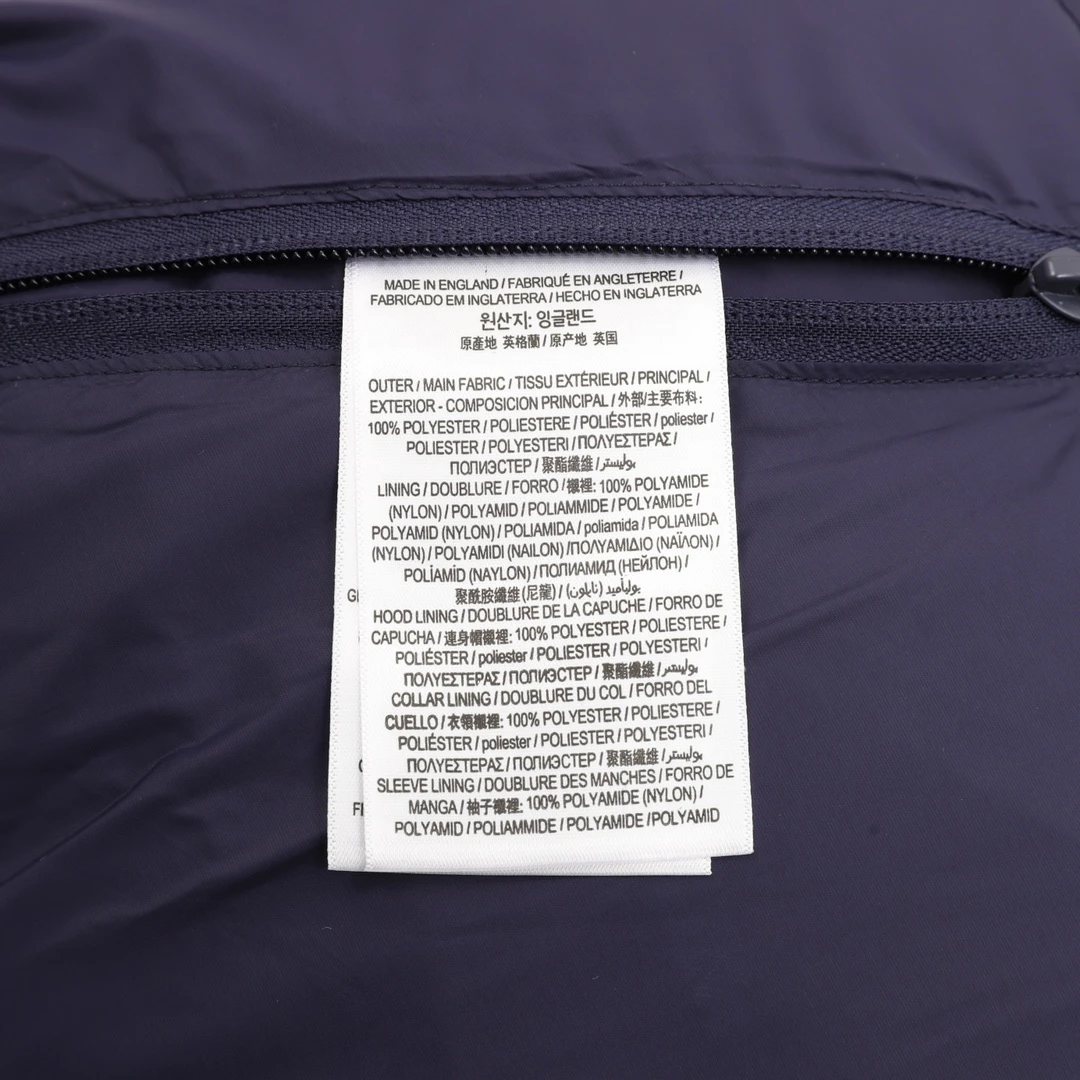 MADE IN ENGLAND / FABRIQUÉ EN ANGLETERRE /
FABRICADO EM INGLATERRA / HECHO EN INGLATERRA
원산지: 잉글랜드
原產地 英格蘭 / 原产地 英国
OUTER / MAIN FABRIC / TISSU EXTÉRIEUR / PRINCIPAL /
EXTERIOR - COMPOSICION PRINCIPAL / 外部/主要布料:
100% POLYESTER / POLIESTERE / POLIÉSTER / poliester /
POLIESTER / POLYESTERI / ΠΟΛΥΕΣΤΕΡΑΣ /
ПОЛИЭСТЕР / 聚酯纖維 / بوليستر/
LINING / DOUBLURE / FORRO / 襯裡: 100% POLYAMIDE
(NYLON) / POLYAMID / POLIAMMIDE / POLYAMIDE /
POLYAMID (NYLON) / POLIAMIDA / poliamida / POLIAMIDA
(NYLON) / POLYAMIDI (NAILON) /ΠΟΛΥΑΜΙΔΙΟ (ΝΑΪΛΟΝ) /
POLİAMİD (NAYLON) / ПОЛИАМИД (НЕЙЛОН) /
聚酰胺纖維(尼龍) / بولياميد (نايلون) /
HOOD LINING / DOUBLURE DE LA CAPUCHE / FORRO DE
CAPUCHA / 連身帽襯裡: 100% POLYESTER / POLIESTERE /
POLIÉSTER / poliester / POLIESTER / POLYESTERI /
ΠΟΛΥΕΣΤΕΡΑΣ / ПОЛИЭСТЕР / 聚酯纖維 / بوليستر/
COLLAR LINING / DOUBLURE DU COL / FORRO DEL
CUELLO / 衣領襯裡: 100% POLYESTER / POLIESTERE /
POLIÉSTER / poliester / POLIESTER / POLYESTERI /
ΠΟΛΥΕΣΤΕΡΑΣ / ПОЛИЭСТЕР / 聚酯纖維 / بوليستر/
SLEEVE LINING / DOUBLURE DES MANCHES / FORRO DE
MANGA / 袖子襯裡: 100% POLYAMIDE (NYLON) /
POLYAMID / POLIAMMIDE / POLYAMIDE /POLYAMID